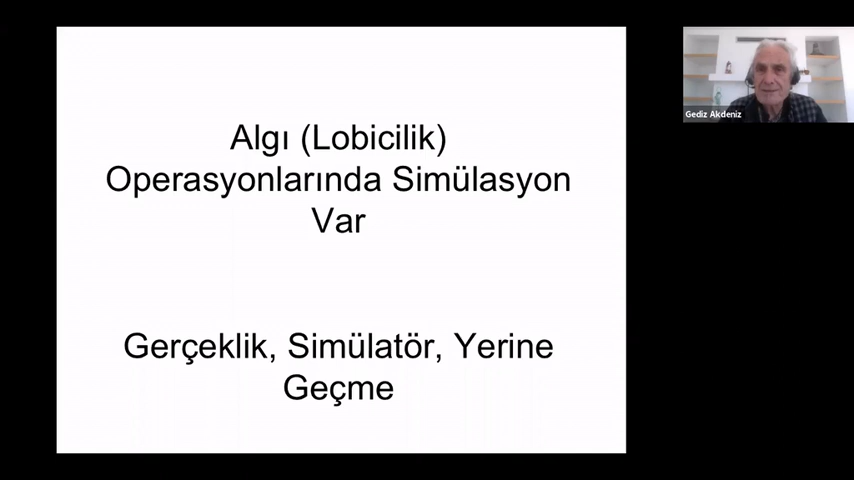 Algı (Lobicilik)
Operasyonlarında Simülasyon
Var
Gerçeklik, Simülatör, Yerine
Geçme
Gediz Akdeniz